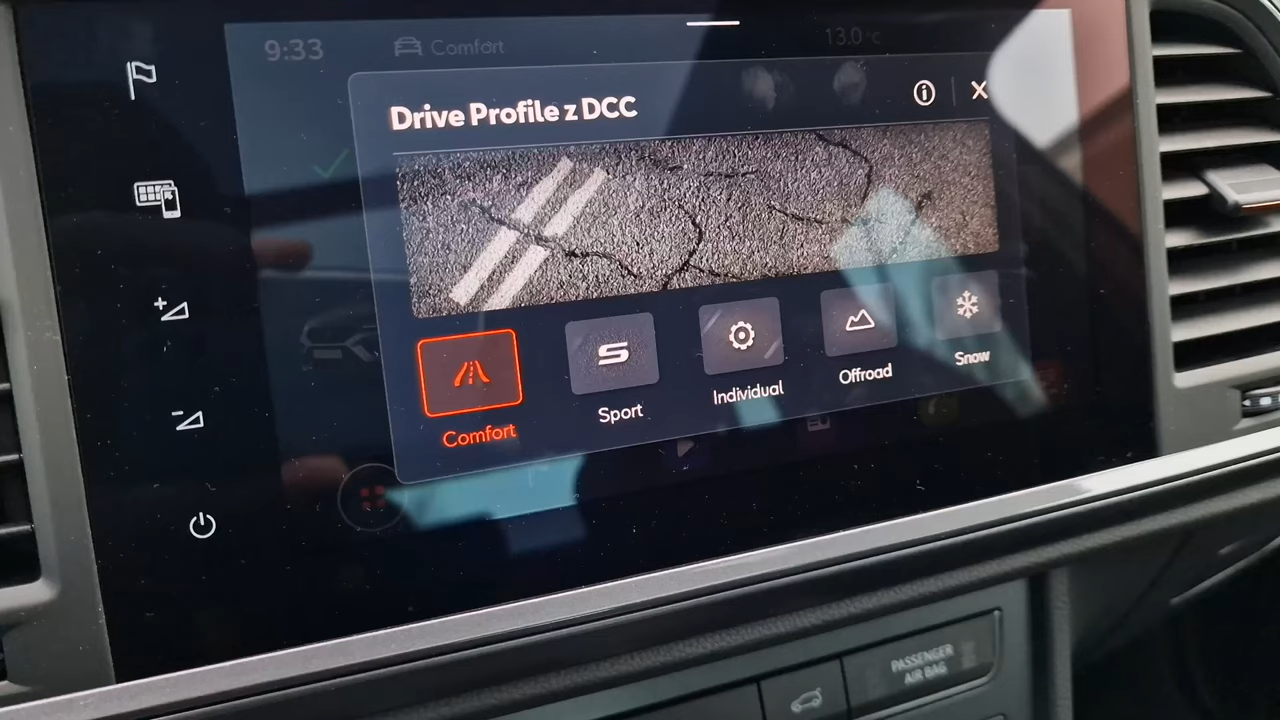 9:33
Comfort
13.0 °C
Drive Profile z DCC
Comfort
Sport
Individual
Offroad
Snow
PASSENGER
AIR BAG